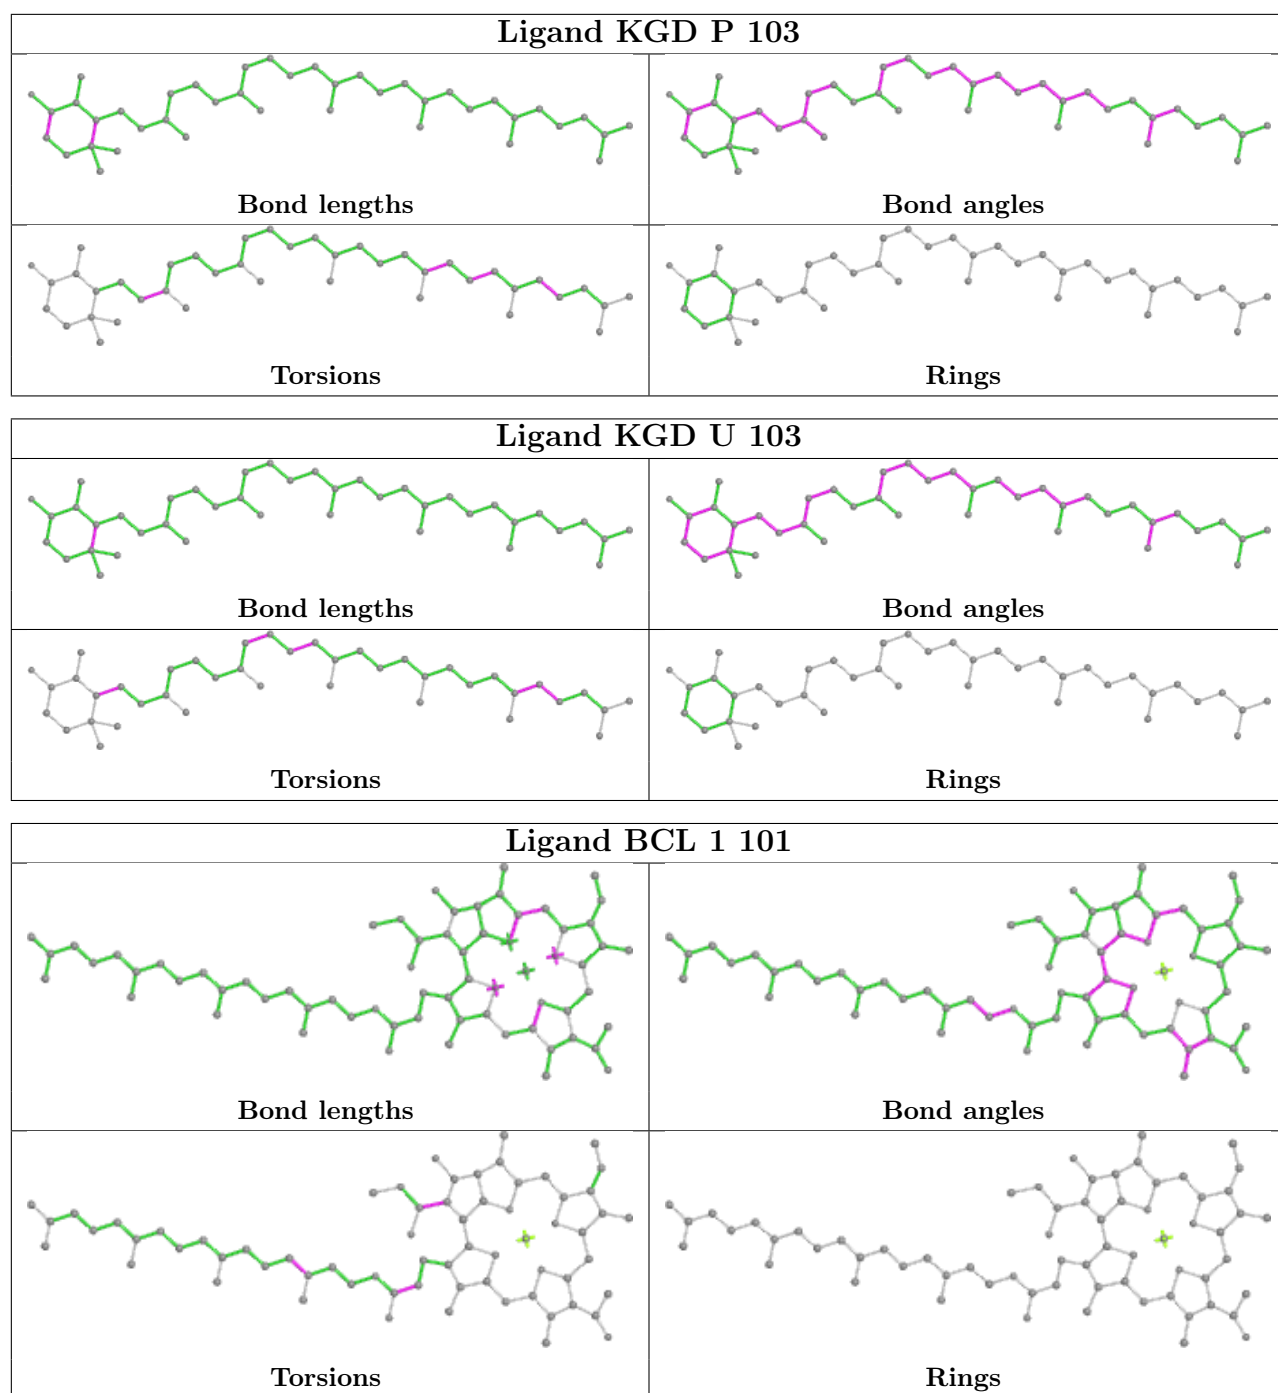 Ligand KGD P 103
Bond lengths
Bond angles
Torsions
Rings
Ligand KGD U 103
Bond lengths
Bond angles
Torsions
Rings
Ligand BCL 1 101
Bond lengths
Bond angles
Torsions
Rings